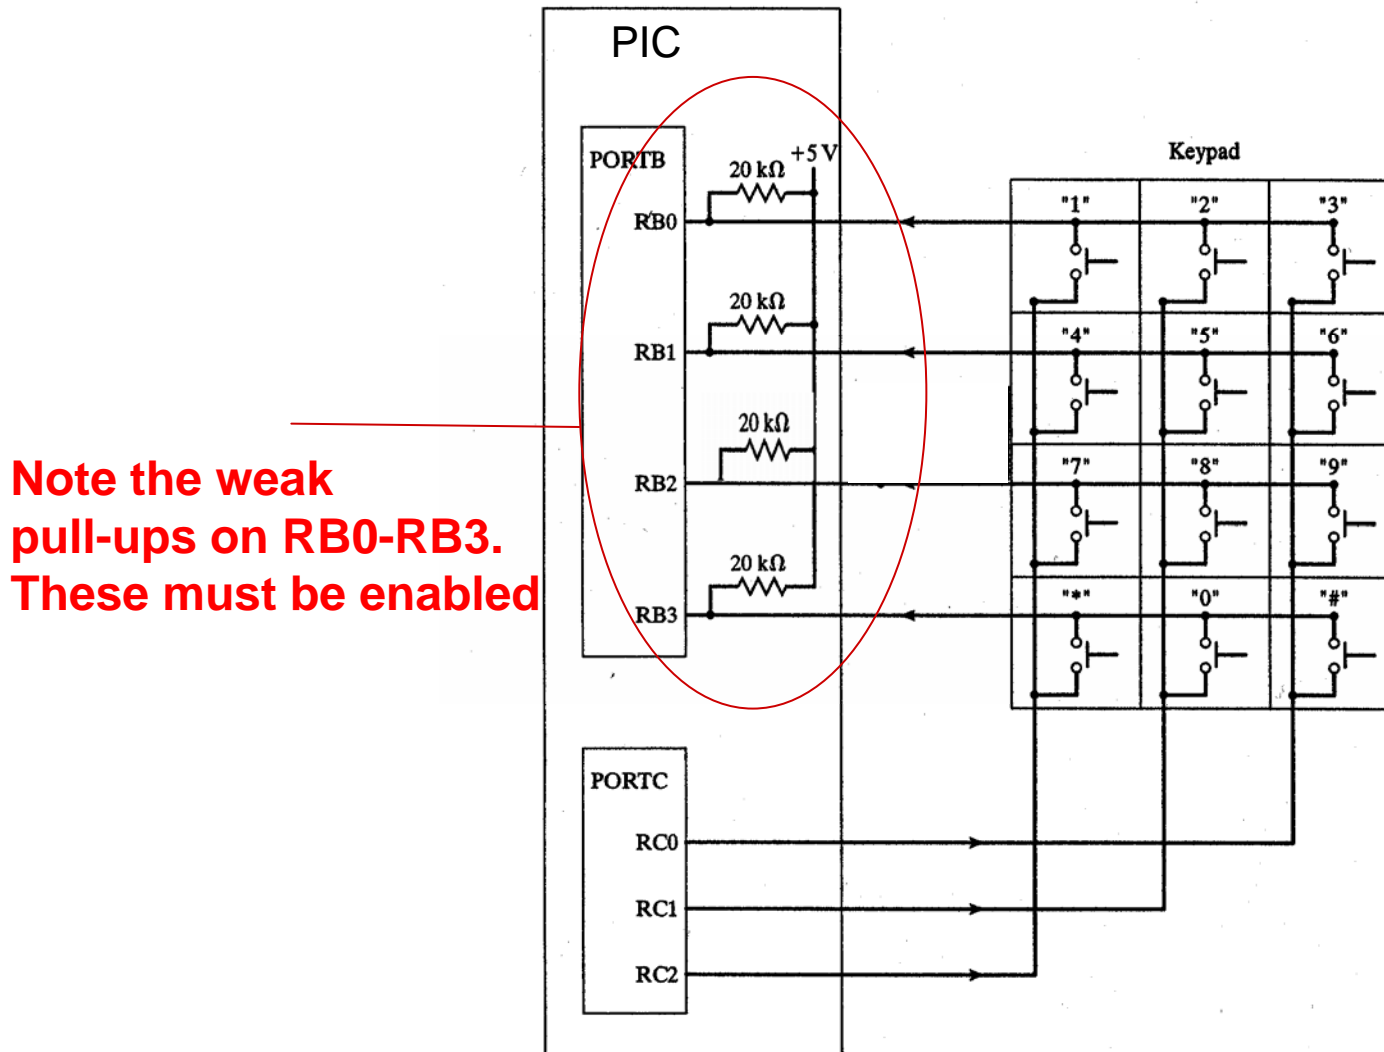 PIC
PORTB
+5 V
20 kΩ
RB0
20 kΩ
RB1
20 kΩ
RB2
20 kΩ
RB3
Note the weak
pull-ups on RB0-RB3.
These must be enabled
Keypad
"1" "2" "3"
"4" "5" "6"
"7" "8" "9"
"*" "0" "#"
PORTC
RC0
RC1
RC2